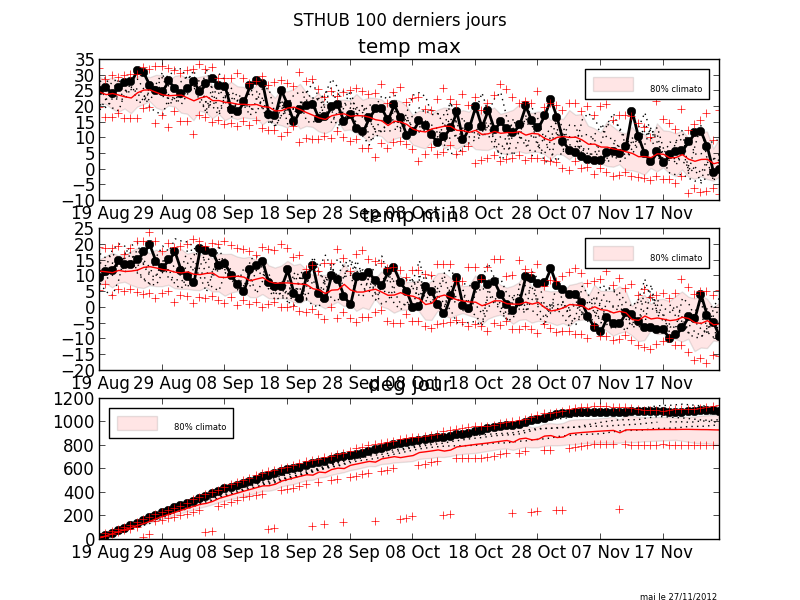 STHUB 100 derniers jours
temp max
35
30
25
20
15
10
5
0
−5
−10
80% climato
19 Aug 29 Aug 08 Sep 18 Sep 28 Sep 08 Oct 18 Oct 28 Oct 07 Nov 17 Nov
temp min
25
20
15
10
5
0
−5
−10
−15
−20
80% climato
19 Aug 29 Aug 08 Sep 18 Sep 28 Sep 08 Oct 18 Oct 28 Oct 07 Nov 17 Nov
deg jour
1200
1000
800
600
400
200
0
80% climato
19 Aug 29 Aug 08 Sep 18 Sep 28 Sep 08 Oct 18 Oct 28 Oct 07 Nov 17 Nov
maj le 27/11/2012